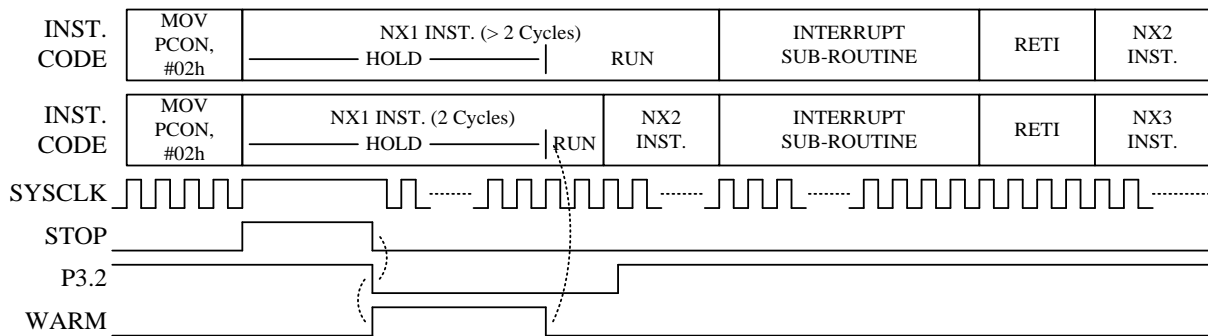 INST. CODE
MOV PCON, #02h
NX1 INST. (> 2 Cycles)
HOLD
RUN
INTERRUPT SUB-ROUTINE
RETI
NX2 INST.
INST. CODE
MOV PCON, #02h
NX1 INST. (2 Cycles)
HOLD
RUN
NX2 INST.
INTERRUPT SUB-ROUTINE
RETI
NX3 INST.
SYSCLK
STOP
P3.2
WARM